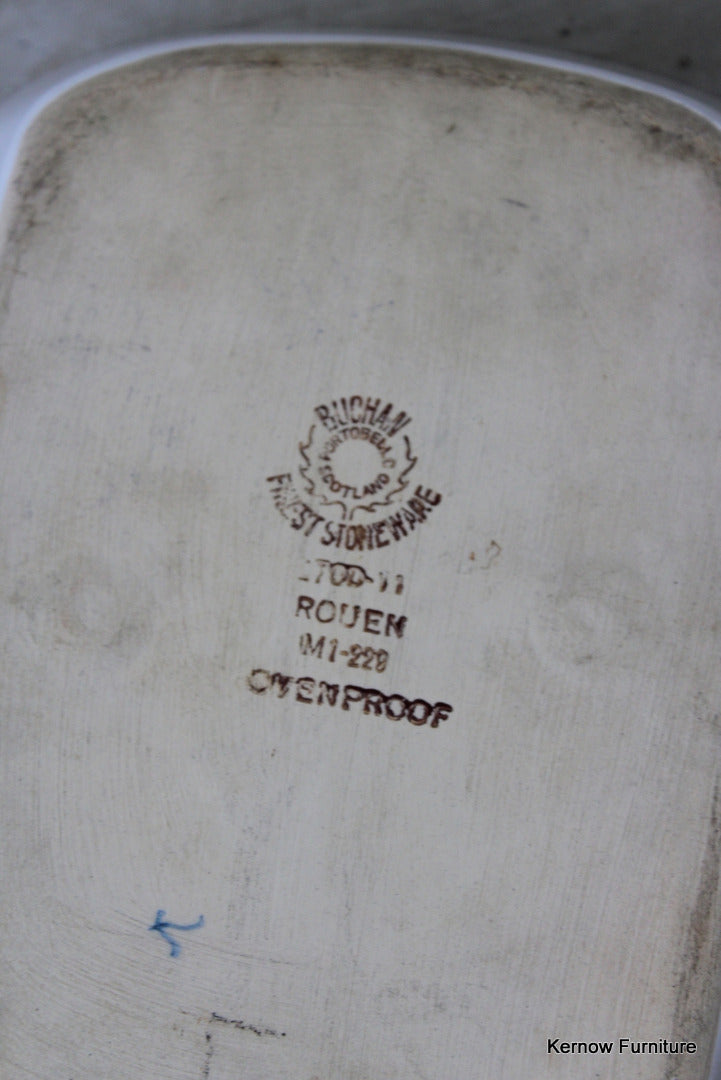 BUCHAN
PORTOBELLO
SCOTLAND
FINEST STONEWARE
ROUEN
OVENPROOF
Kernow Furniture